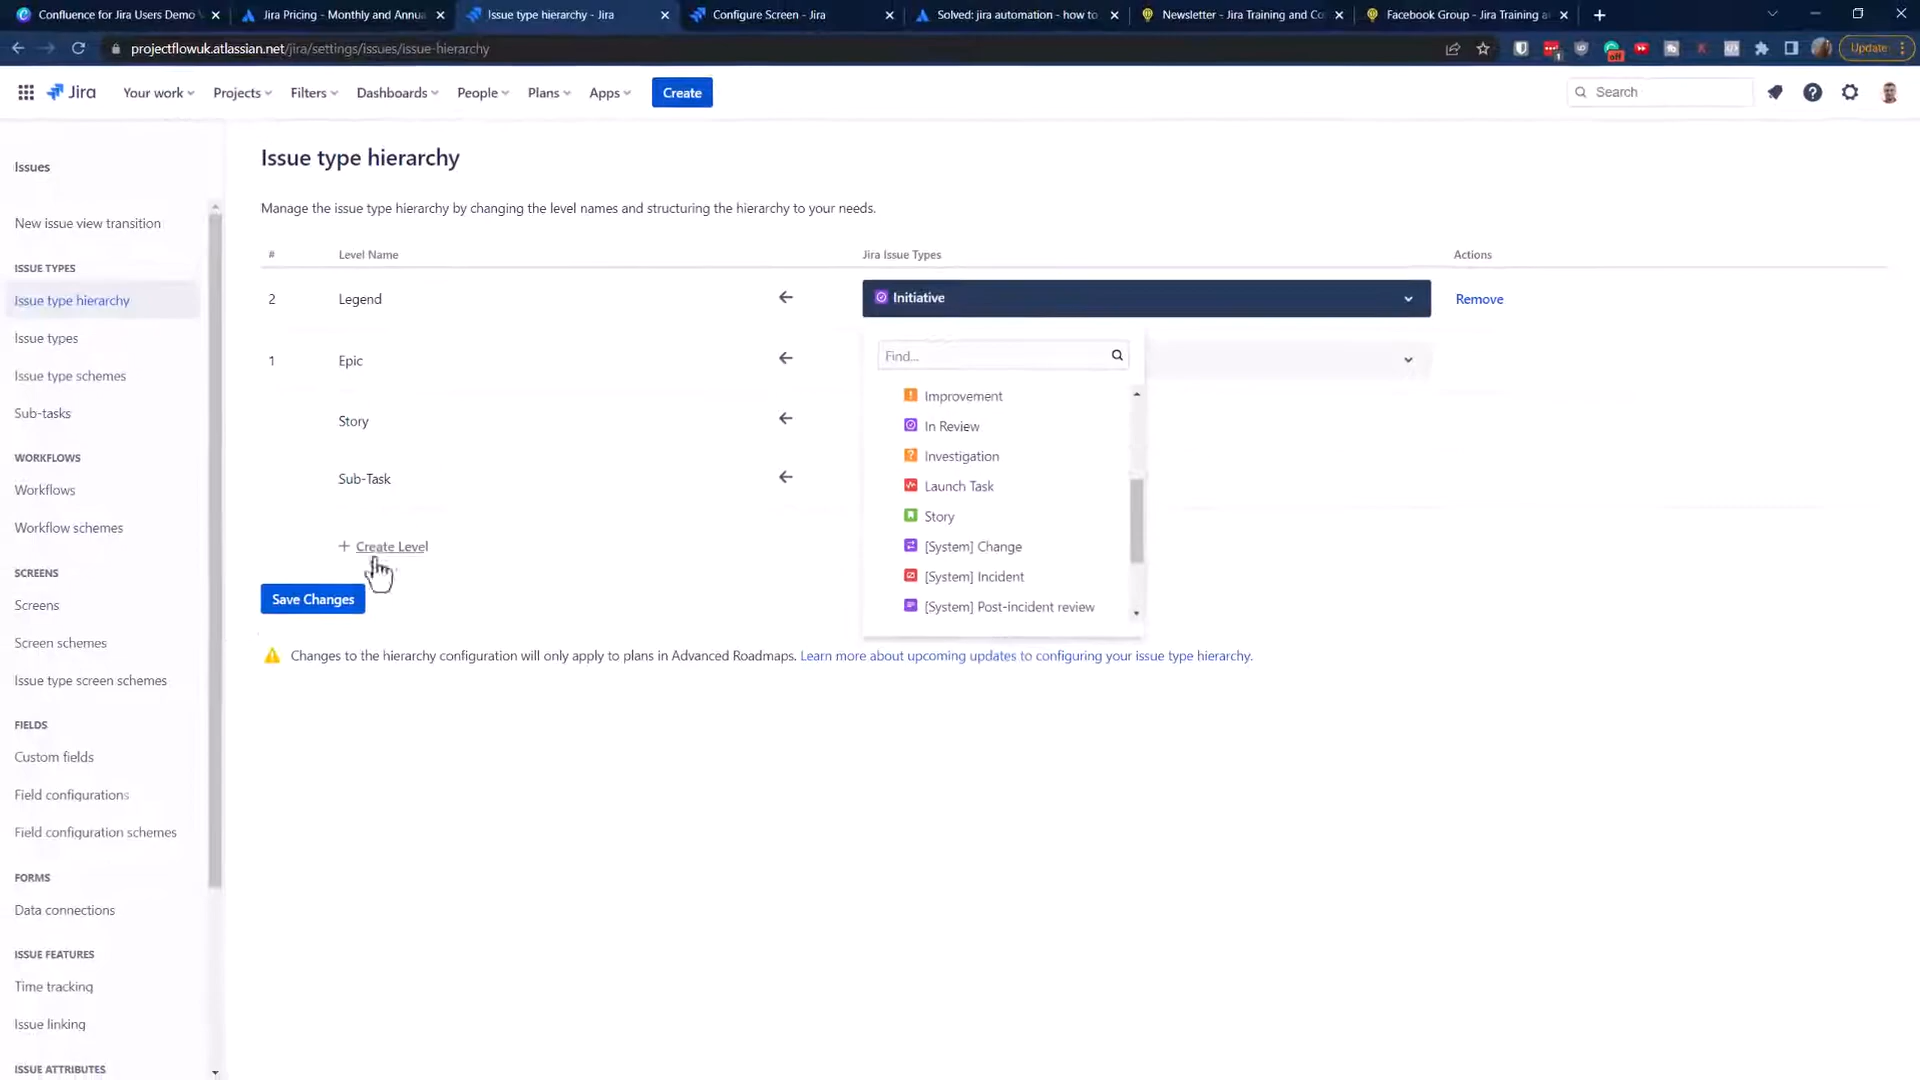 Confluence for Jira Users Demo
Jira Pricing - Monthly and Annua
Issue type hierarchy - Jira
Configure Screen - Jira
Solved: jira automation - how to
Newsletter - Jira Training and Co
Facebook Group - Jira Training a
projectflowuk.atlassian.net/jira/settings/issues/issue-hierarchy
off
1
Update
Jira
Your work
Projects
Filters
Dashboards
People
Plans
Apps
Create
Search
Issues
New issue view transition
ISSUE TYPES
Issue type hierarchy
Issue types
Issue type schemes
Sub-tasks
WORKFLOWS
Workflows
Workflow schemes
SCREENS
Screens
Screen schemes
Issue type screen schemes
FIELDS
Custom fields
Field configurations
Field configuration schemes
FORMS
Data connections
ISSUE FEATURES
Time tracking
Issue linking
ISSUE ATTRIBUTES
Issue type hierarchy
Manage the issue type hierarchy by changing the level names and structuring the hierarchy to your needs.
# Level Name Jira Issue Types Actions
2 Legend Initiative Remove
1 Epic
Story
Sub-Task
+ Create Level
Find...
Improvement
In Review
Investigation
Launch Task
Story
[System] Change
[System] Incident
[System] Post-incident review
Save Changes
Changes to the hierarchy configuration will only apply to plans in Advanced Roadmaps. Learn more about upcoming updates to configuring your issue type hierarchy.